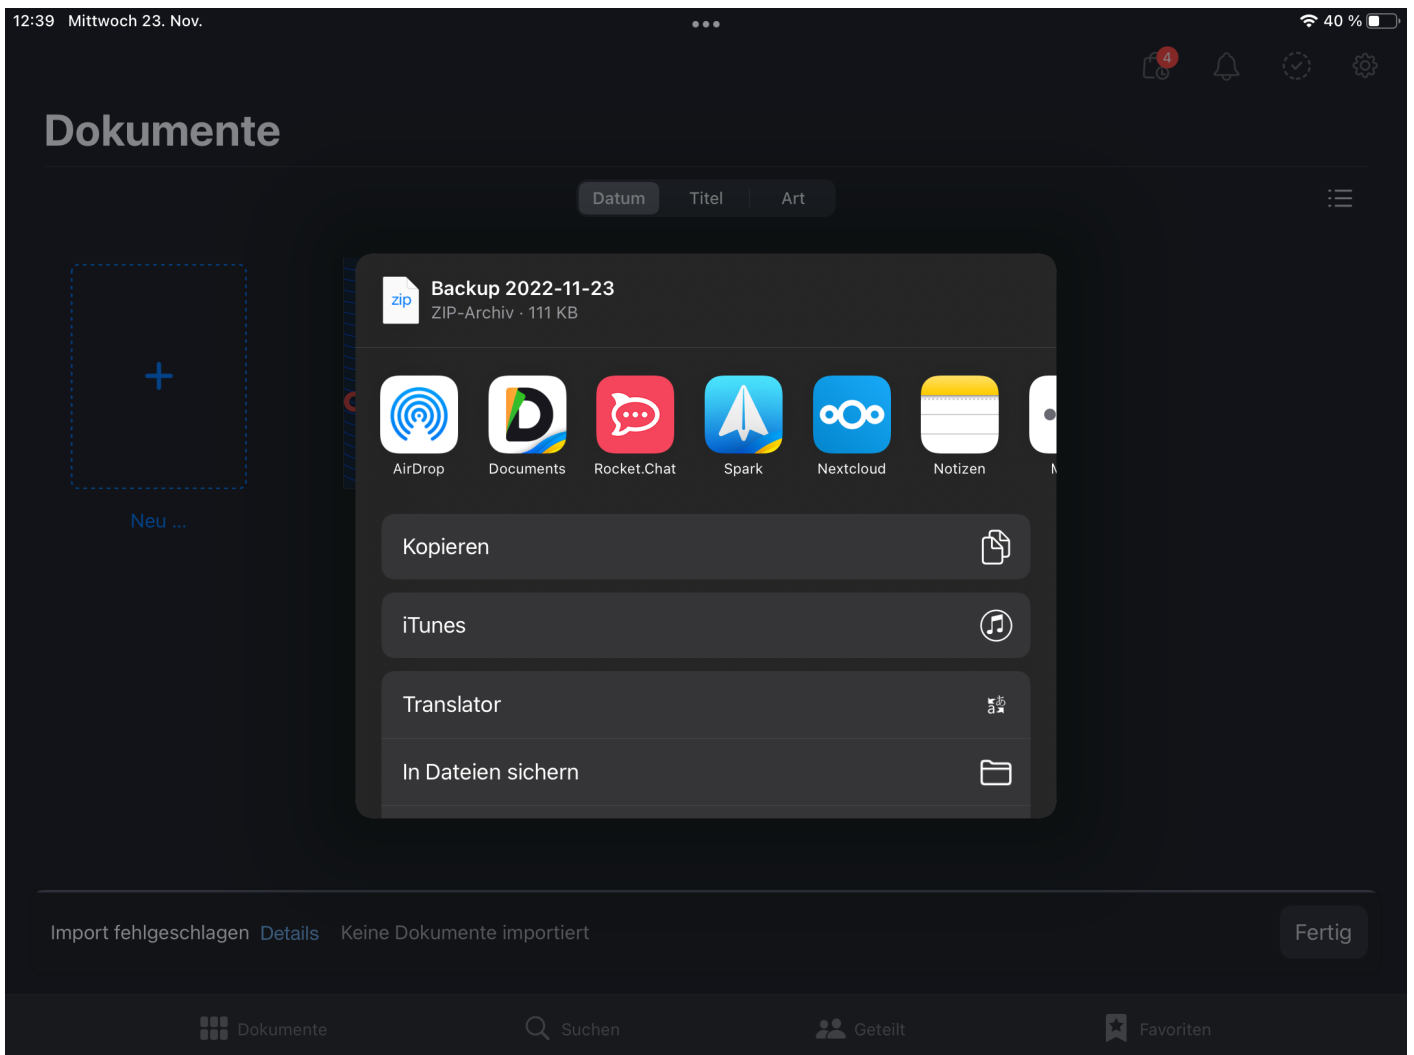 12:39 Mittwoch 23. Nov.
40 %
4
Dokumente
Datum Titel Art
Backup 2022-11-23
zip
ZIP-Archiv · 111 KB
AirDrop Documents Rocket.Chat Spark Nextcloud Notizen
Neu ...
Kopieren
iTunes
Translator
In Dateien sichern
Import fehlgeschlagen Details Keine Dokumente importiert Fertig
Dokumente Suchen Geteilt Favoriten